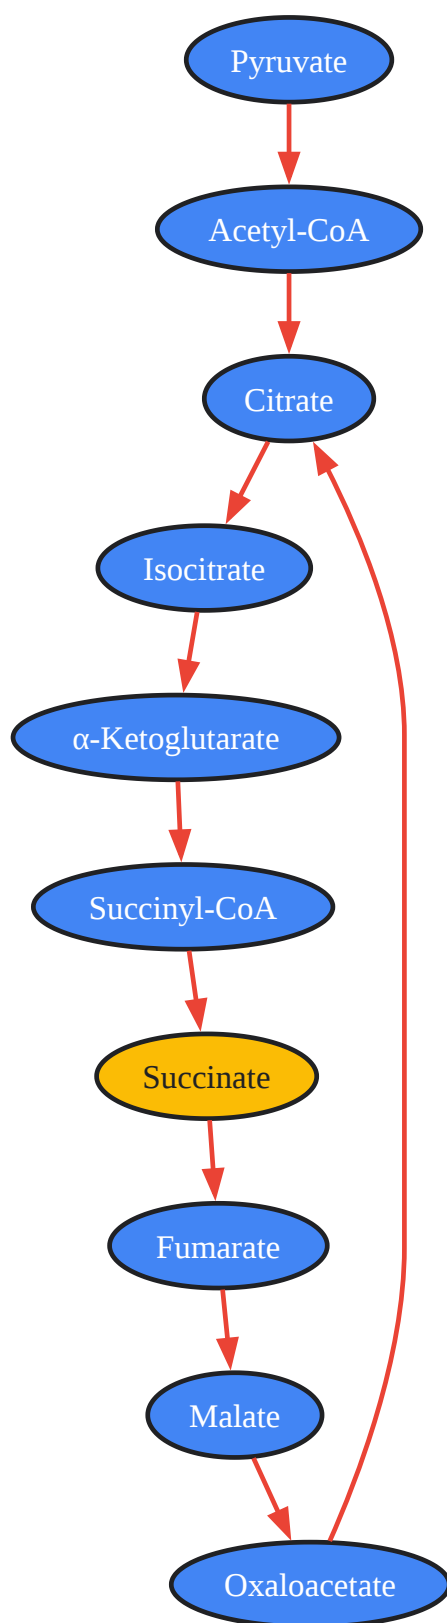 Pyruvate
Acetyl-CoA
Citrate
Isocitrate
α-Ketoglutarate
Succinyl-CoA
Succinate
Fumarate
Malate
Oxaloacetate